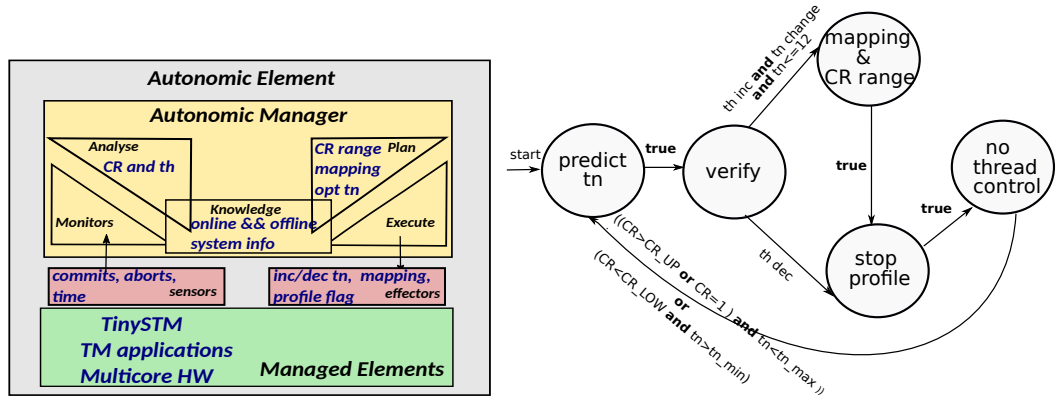 Autonomic Element
Autonomic Manager
Analyse
CR and th
CR range
Plan
mapping
opt tn
Knowledge
Monitors
online && offline
Execute
system info
commits, aborts,
time
sensors
inc/dec tn, mapping,
profile flag
effectors
TinySTM
TM applications
Multicore HW
Managed Elements
start
predict
tn
true
verify
th inc and tn change
and tn<=12
mapping
&
CR range
true
th dec
stop
profile
true
no
thread
control
((CR>CR_UP or CR=1 ) and tn<tn_max ))
or
(CR<CR_LOW and tn>tn_min)